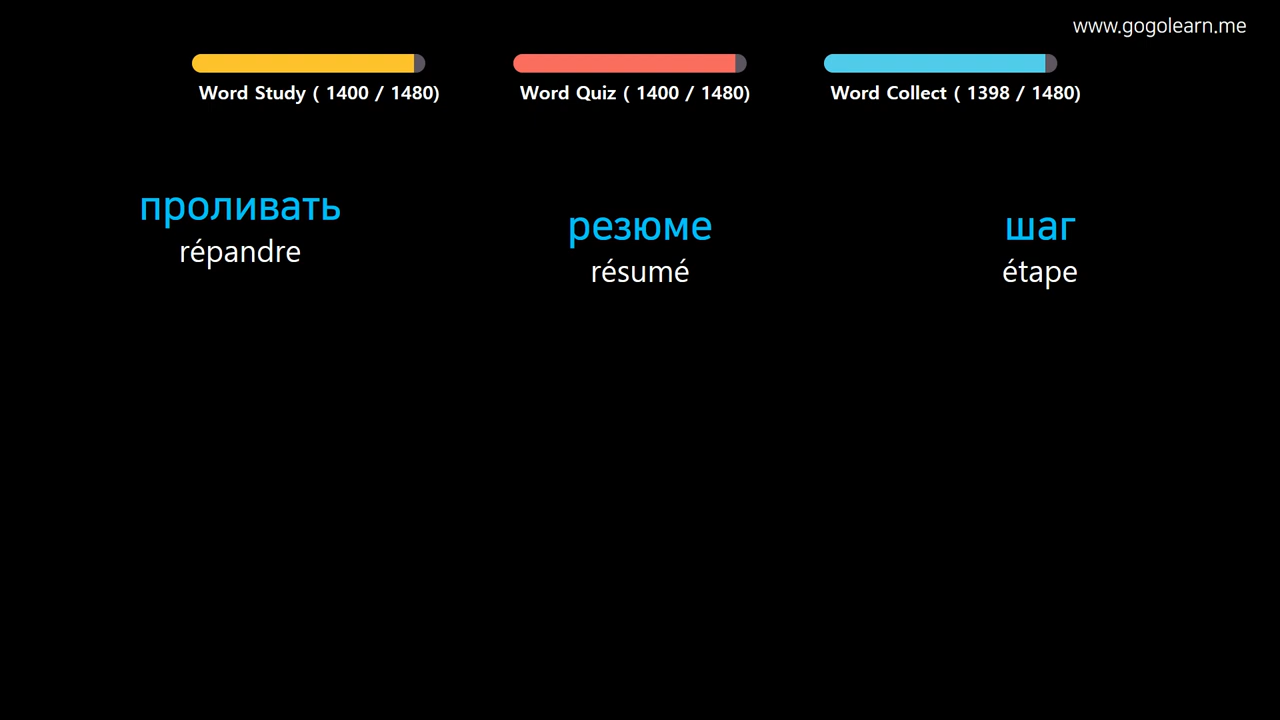 www.gogolearn.me
Word Study ( 1400 / 1480)
Word Quiz ( 1400 / 1480)
Word Collect ( 1398 / 1480)
проливать
répandre
резюме
résumé
шаг
étape